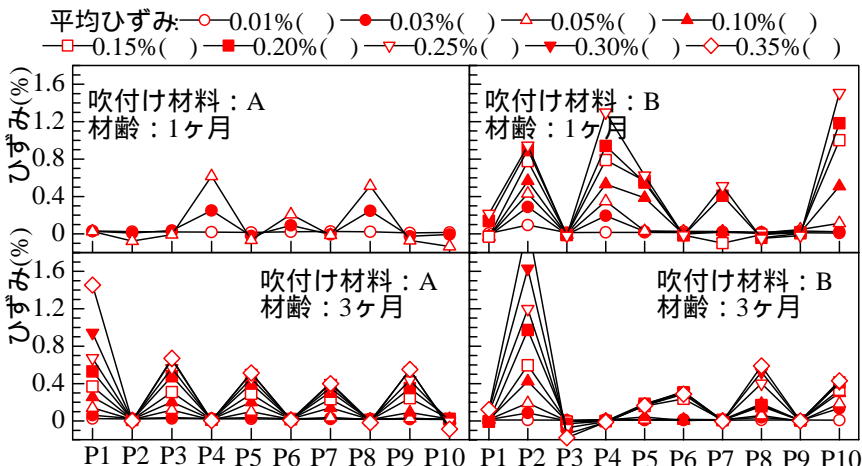 平均ひずみ: 0.01%( ) 0.03%( ) 0.05%( ) 0.10%( )
0.15%( ) 0.20%( ) 0.25%( ) 0.30%( ) 0.35%( )
ひずみ(%)
1.6
1.2
0.8
0.4
0
吹付け材料：A
材齢：1ヶ月
吹付け材料：B
材齢：1ヶ月
ひずみ(%)
1.6
1.2
0.8
0.4
0
吹付け材料：A
材齢：3ヶ月
吹付け材料：B
材齢：3ヶ月
P1 P2 P3 P4 P5 P6 P7 P8 P9 P10 P1 P2 P3 P4 P5 P6 P7 P8 P9 P10